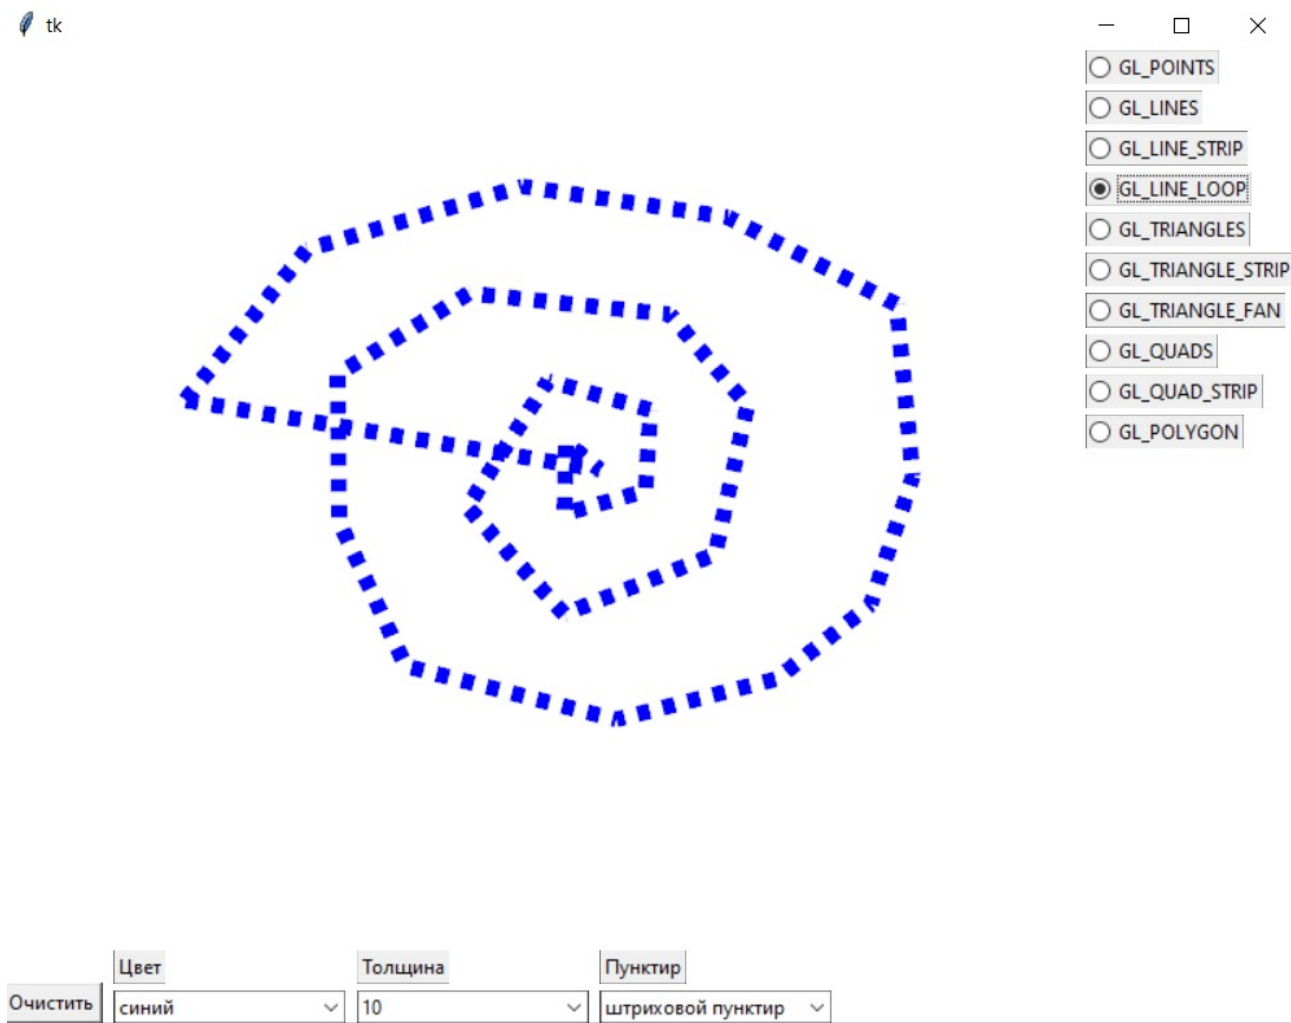 tk
GL_POINTS
GL_LINES
GL_LINE_STRIP
GL_LINE_LOOP
GL_TRIANGLES
GL_TRIANGLE_STRIP
GL_TRIANGLE_FAN
GL_QUADS
GL_QUAD_STRIP
GL_POLYGON
Цвет Толщина Пунктир
Очистить синий 10 штриховой пунктир